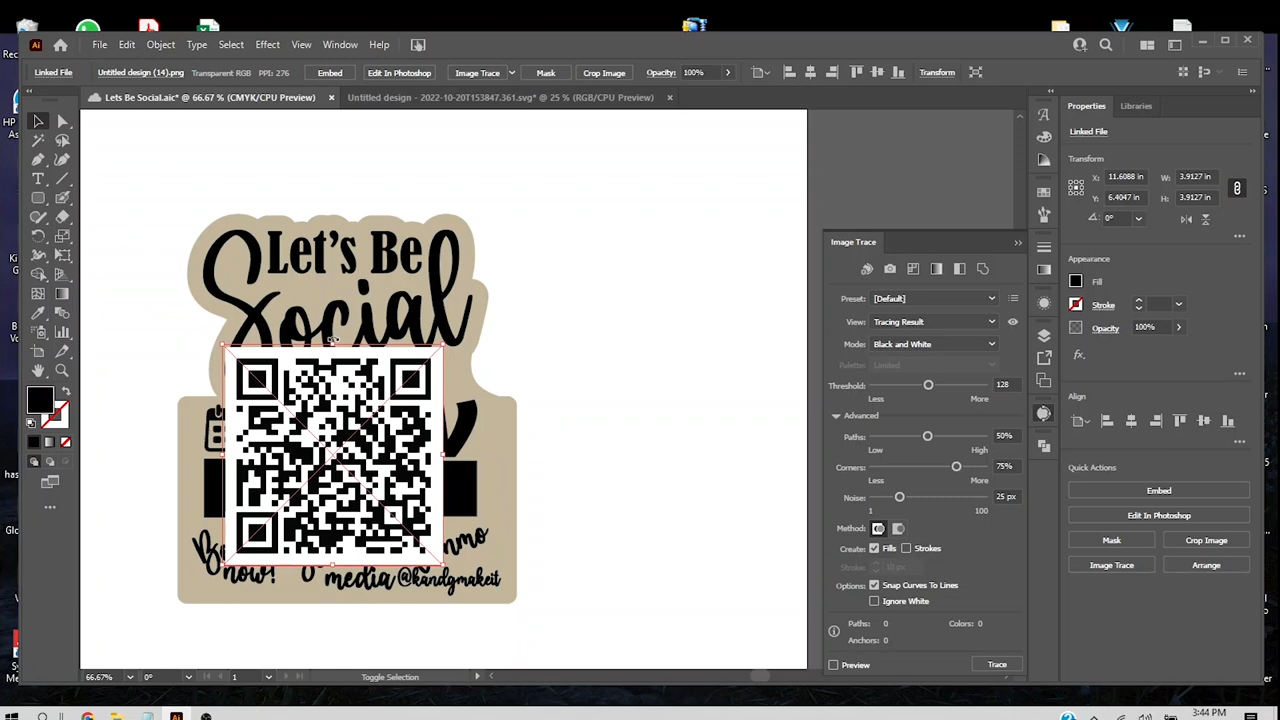 File Edit Object Type Select Effect View Window Help
Linked File Untitled design (14).png Transparent RGB PPI: 276 Embed Edit In Photoshop Image Trace Mask Crop Image Opacity: 100% Transform
Lets Be Social.aic* @ 66.67 % (CMYK/CPU Preview) × Untitled design - 2022-10-20T153847.361.svg* @ 25 % (RGB/CPU Preview) ×
Properties Libraries
Linked File
Transform
X: 11.6088 in W: 3.9127 in
Y: 6.4047 in H: 3.9127 in
0°
Appearance
Fill
Stroke
Opacity 100%
Align
Quick Actions
Embed
Edit In Photoshop
Mask Crop Image
Image Trace Arrange
Image Trace
Preset: [Default]
View: Tracing Result
Mode: Black and White
Palette: Limited
Threshold: 128
Less More
Advanced
Paths: 50%
Low High
Corners: 75%
Less More
Noise: 25 px
1 100
Method:
Create: Fills Strokes
Stroke: 10 px
Options: Snap Curves To Lines
Ignore White
Paths: 0 Colors: 0
Anchors: 0
Preview Trace
Let's Be
Social
now!
media @kandgmakeit
66.67% 0° 1 Toggle Selection
3:44 PM